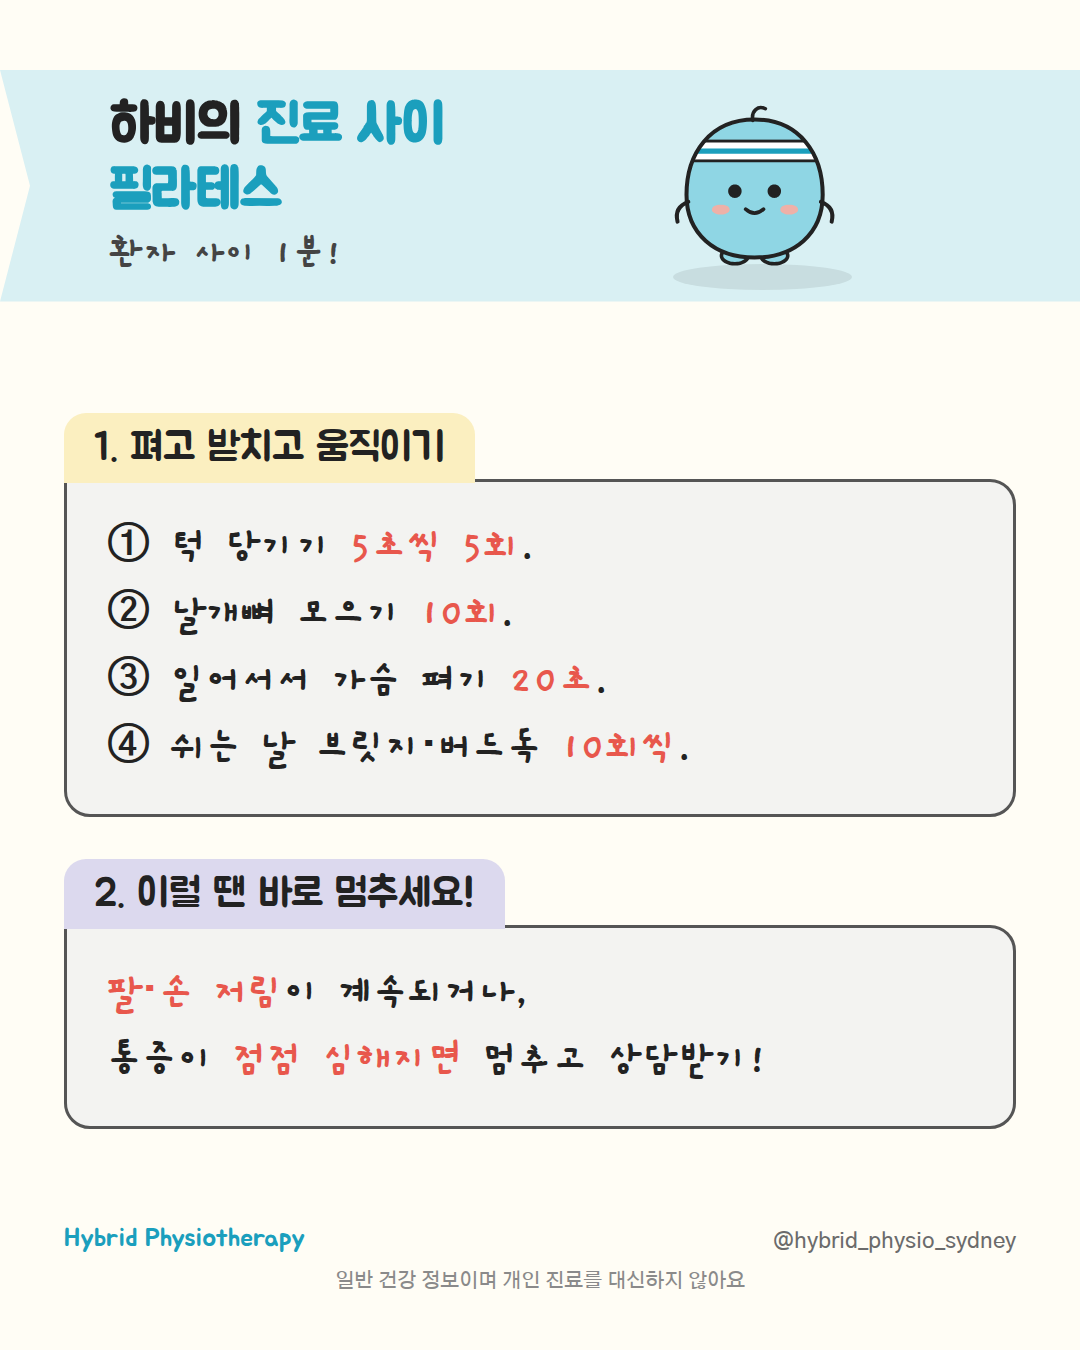 하비의 진료 사이
필라테스
환자 사이 1분!
1. 펴고 받치고 움직이기
① 턱 당기기 5초씩 5회.
② 날개뼈 모으기 10회.
③ 일어서서 가슴 펴기 20초.
④ 쉬는 날 브릿지·버드독 10회씩.
2. 이럴 땐 바로 멈추세요!
팔·손 저림이 계속되거나,
통증이 점점 심해지면 멈추고 상담받기!
Hybrid Physiotherapy
@hybrid_physio_sydney
일반 건강 정보이며 개인 진료를 대신하지 않아요